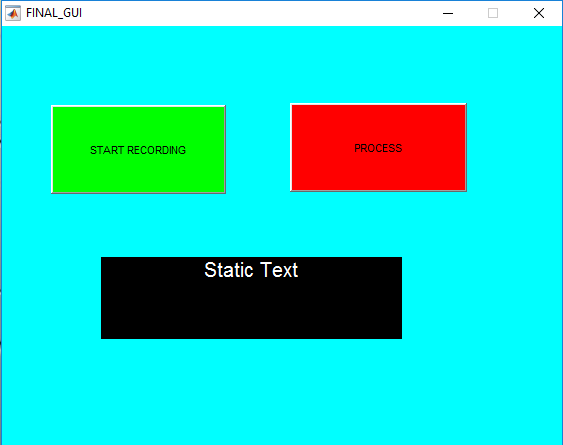 FINAL_GUI
START RECORDING
PROCESS
Static Text